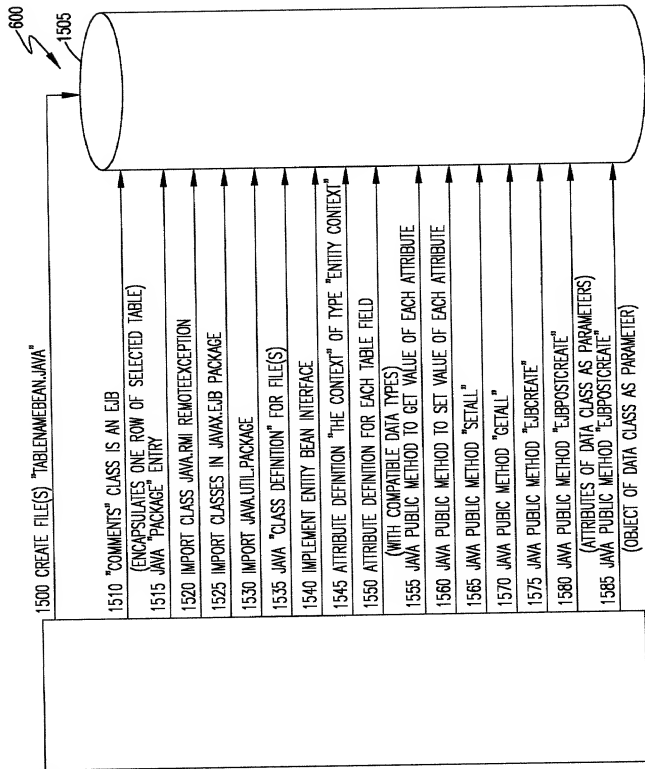 600
1505
1500 CREATE FILE(S) "TABLENAMEBEAN.JAVA"
1510 "COMMENTS" CLASS IS AN EJB
(ENCAPSULATES ONE ROW OF SELECTED TABLE)
1515 JAVA "PACKAGE" ENTRY
1520 IMPORT CLASS JAVA.RMI REMOTEEXCEPTION
1525 IMPORT CLASSES IN JAVAX.EJB PACKAGE
1530 IMPORT JAVA.UTIL.PACKAGE
1535 JAVA "CLASS DEFINITION" FOR FILE(S)
1540 IMPLEMENT ENTITY BEAN INTERFACE
1545 ATTRIBUTE DEFINITION "THE CONTEXT" OF TYPE "ENTITY CONTEXT"
1550 ATTRIBUTE DEFINITION FOR EACH TABLE FIELD
(WITH COMPATIBLE DATA TYPES)
1555 JAVA PUBLIC METHOD TO GET VALUE OF EACH ATTRIBUTE
1560 JAVA PUBLIC METHOD TO SET VALUE OF EACH ATTRIBUTE
1565 JAVA PUBLIC METHOD "SETALL"
1570 JAVA PUBIC METHOD "GETALL"
1575 JAVA PUBLIC METHOD "EJBCREATE"
1580 JAVA PUBLIC METHOD "EJBPOSTCREATE"
(ATTRIBUTES OF DATA CLASS AS PARAMETERS)
1585 JAVA PUBLIC METHOD "EJBPOSTCREATE"
(OBJECT OF DATA CLASS AS PARAMETER)